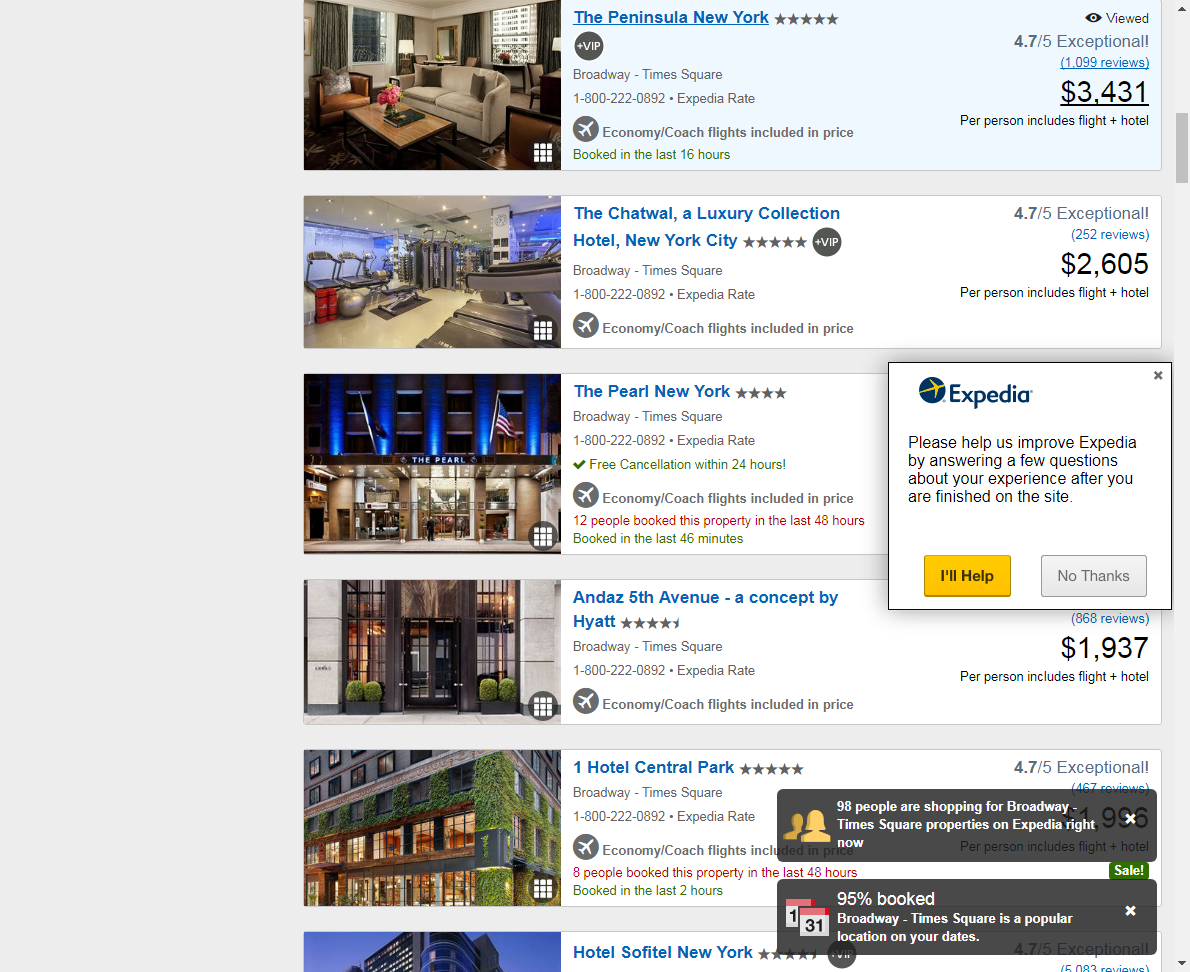 The Peninsula New York
Viewed
+VIP
4.7/5 Exceptional!
(1,099 reviews)
Broadway - Times Square
$3,431
1-800-222-0892 • Expedia Rate
Per person includes flight + hotel
Economy/Coach flights included in price
Booked in the last 16 hours
The Chatwal, a Luxury Collection
Hotel, New York City
+VIP
4.7/5 Exceptional!
(252 reviews)
Broadway - Times Square
$2,605
1-800-222-0892 • Expedia Rate
Per person includes flight + hotel
Economy/Coach flights included in price
THE PEARL
The Pearl New York
Broadway - Times Square
1-800-222-0892 • Expedia Rate
Free Cancellation within 24 hours!
Economy/Coach flights included in price
12 people booked this property in the last 48 hours
Booked in the last 46 minutes
Expedia
Please help us improve Expedia
by answering a few questions
about your experience after you
are finished on the site.
I'll Help
No Thanks
Andaz 5th Avenue - a concept by
Hyatt
(868 reviews)
Broadway - Times Square
$1,937
1-800-222-0892 • Expedia Rate
Per person includes flight + hotel
Economy/Coach flights included in price
1 Hotel Central Park
4.7/5 Exceptional!
(467 reviews)
Broadway - Times Square
$1,996
1-800-222-0892 • Expedia Rate
Per person includes flight + hotel
Economy/Coach flights included in price
8 people booked this property in the last 48 hours
Sale!
Booked in the last 2 hours
98 people are shopping for Broadway -
Times Square properties on Expedia right
now
1
31
95% booked
Broadway - Times Square is a popular
location on your dates.
Hotel Sofitel New York
+VIP
4.7/5 Exceptional!
(5,083 reviews)